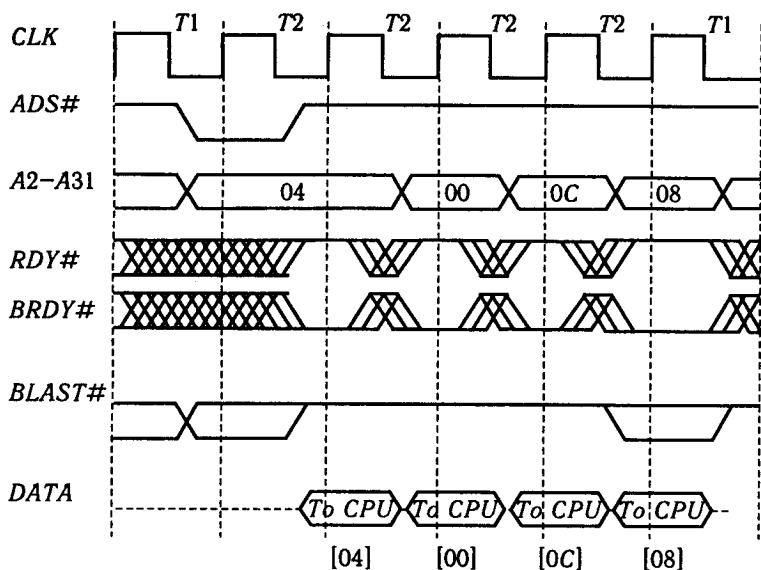 T1 T2 T2 T2 T2 T1
CLK
ADS#
A2-A31 04 00 0C 08
RDY#
BRDY#
BLAST#
DATA To CPU To CPU To CPU To CPU
[04] [00] [0C] [08]